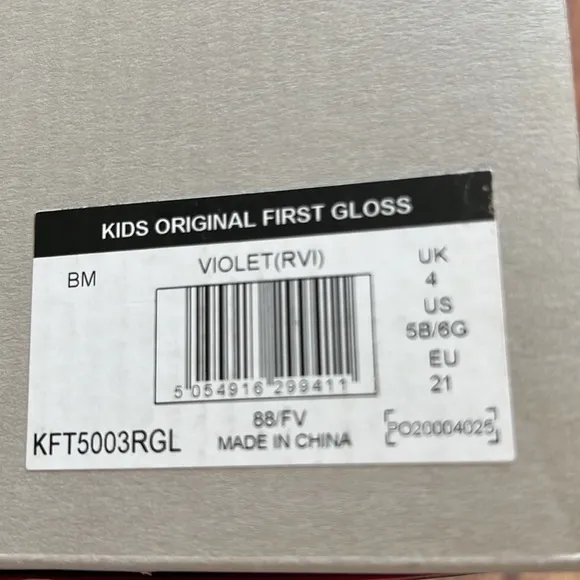 KIDS ORIGINAL FIRST GLOSS
BM
VIOLET(RVI)
UK
4
US
5B/6G
EU
21
5 054916 299411
KFT5003RGL
88/FV
MADE IN CHINA
PO20004025